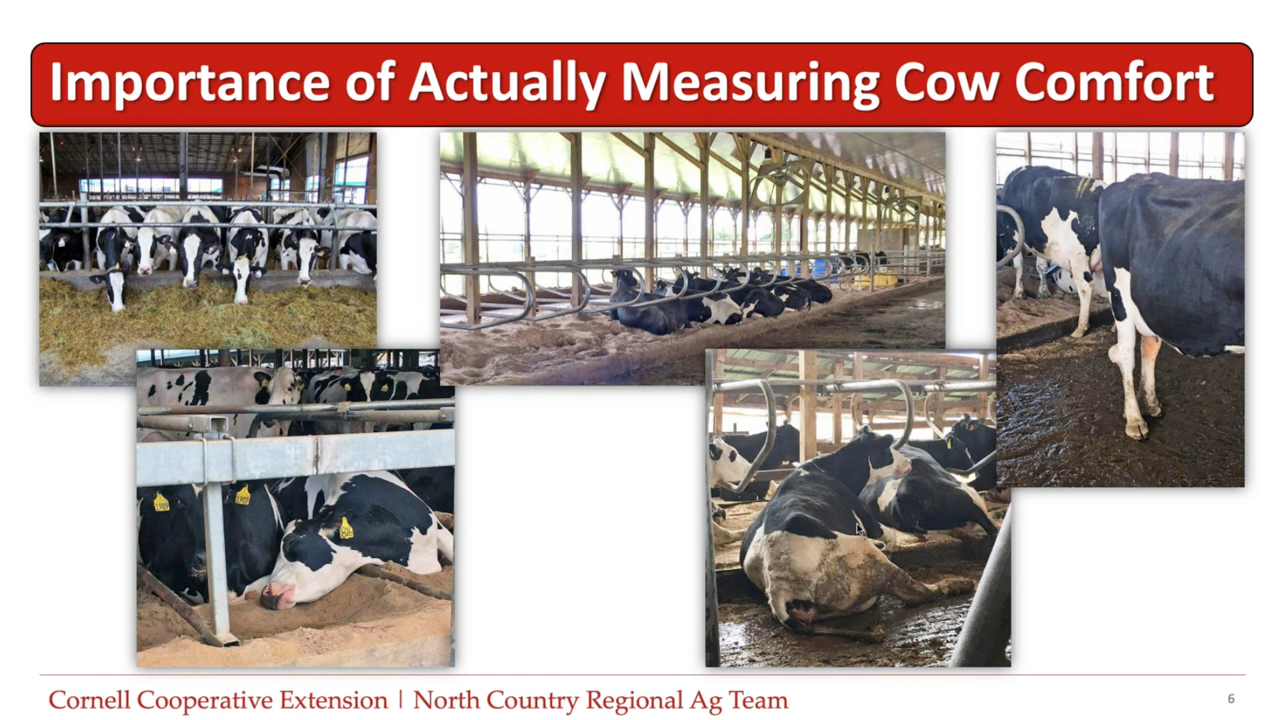 Importance of Actually Measuring Cow Comfort
Cornell Cooperative Extension | North Country Regional Ag Team
6